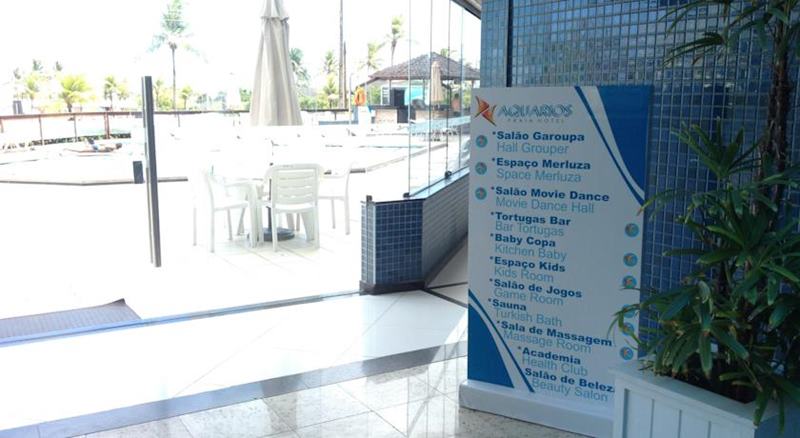 AQUARIOS
PRAIA HOTEL
*Salão Garoupa
Hall Grouper
*Espaço Merluza
Space Merluza
*Salão Movie Dance
Movie Dance Hall
*Tortugas Bar
Bar Tortugas
*Baby Copa
Kitchen Baby
*Espaço Kids
Kids Room
*Salão de Jogos
Game Room
*Sauna
Turkish Bath
*Sala de Massagem
Massage Room
*Academia
Health Club
*Salão de Beleza
Beauty Salon